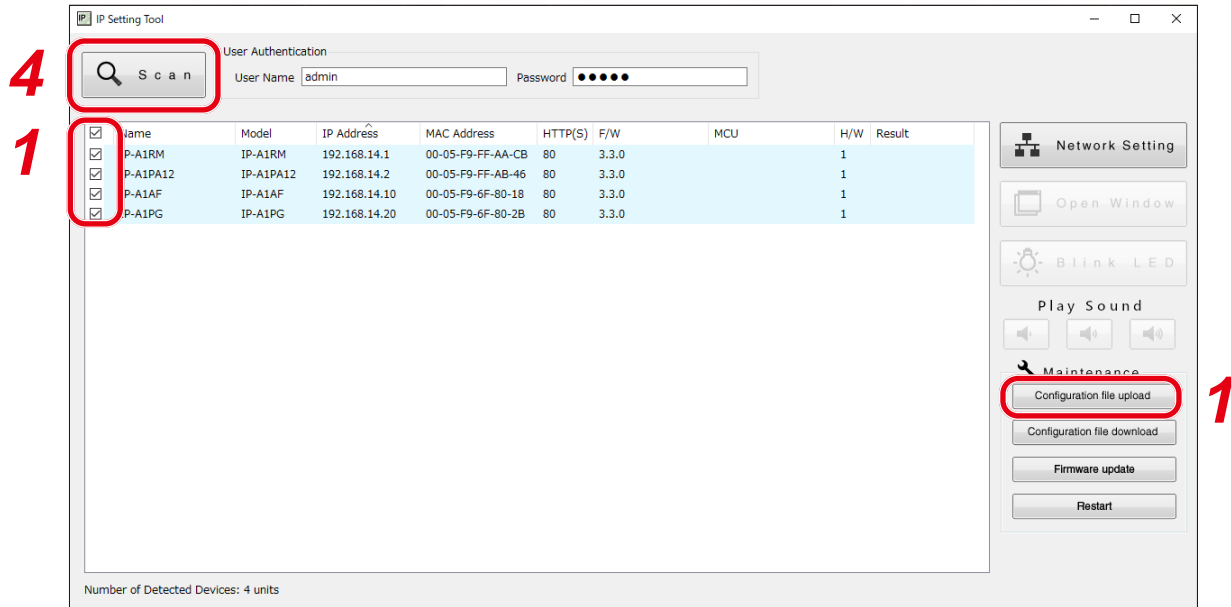 IP IP Setting Tool
4
Scan
User Authentication
User Name admin Password ●●●●●
1
Name Model IP Address MAC Address HTTP(S) F/W MCU H/W Result
IP-A1RM IP-A1RM 192.168.14.1 00-05-F9-FF-AA-CB 80 3.3.0 1
IP-A1PA12 IP-A1PA12 192.168.14.2 00-05-F9-FF-AB-46 80 3.3.0 1
IP-A1AF IP-A1AF 192.168.14.10 00-05-F9-6F-80-18 80 3.3.0 1
IP-A1PG IP-A1PG 192.168.14.20 00-05-F9-6F-80-2B 80 3.3.0 1
Network Setting
Open Window
Blink LED
Play Sound
Maintenance
Configuration file upload
1
Configuration file download
Firmware update
Restart
Number of Detected Devices: 4 units